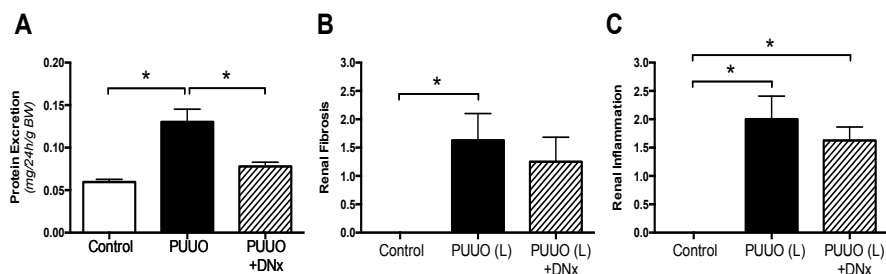 A
Protein Excretion
(mg/24h/g BW)
0.20
0.15
0.10
0.05
0.00
*
*
Control
PUUO
PUUO
+DNx
B
Renal Fibrosis
3.0
2.5
2.0
1.5
1.0
0.5
0.0
*
Control
PUUO (L)
PUUO (L)
+DNx
C
Renal Inflammation
3.0
2.5
2.0
1.5
1.0
0.5
0.0
*
*
Control
PUUO (L)
PUUO (L)
+DNx